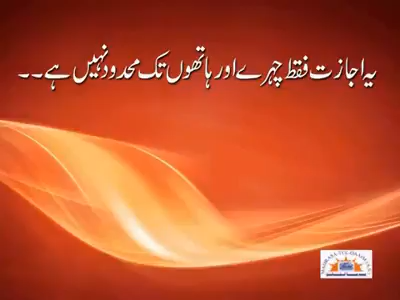 یہ اجازت فقط چہرے اور ہاتھوں تک محدود نہیں ہے۔۔